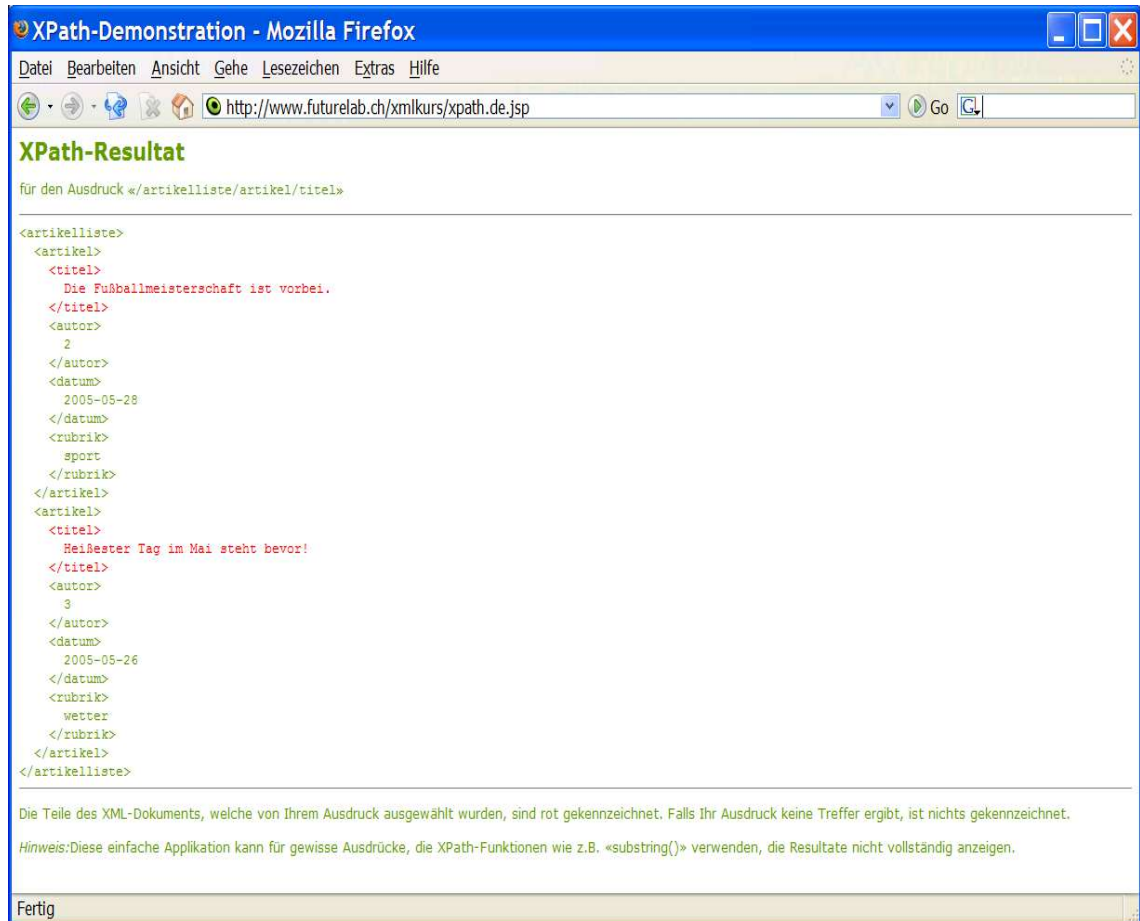 XPath-Demonstration - Mozilla Firefox
Datei Bearbeiten Ansicht Gehe Lesezeichen Extras Hilfe
http://www.futurelab.ch/xmlkurs/xpath.de.jsp Go G
XPath-Resultat
für den Ausdruck «/artikelliste/artikel/titel»
<artikelliste>
<artikel>
<titel>
Die Fußballmeisterschaft ist vorbei.
</titel>
<autor>
2
</autor>
<datum>
2005-05-28
</datum>
<rubrik>
sport
</rubrik>
</artikel>
<artikel>
<titel>
Heißester Tag im Mai steht bevor!
</titel>
<autor>
3
</autor>
<datum>
2005-05-26
</datum>
<rubrik>
wetter
</rubrik>
</artikel>
</artikelliste>
Die Teile des XML-Dokuments, welche von Ihrem Ausdruck ausgewählt wurden, sind rot gekennzeichnet. Falls Ihr Ausdruck keine Treffer ergibt, ist nichts gekennzeichnet.
Hinweis:Diese einfache Applikation kann für gewisse Ausdrücke, die XPath-Funktionen wie z.B. «substring()» verwenden, die Resultate nicht vollständig anzeigen.
Fertig